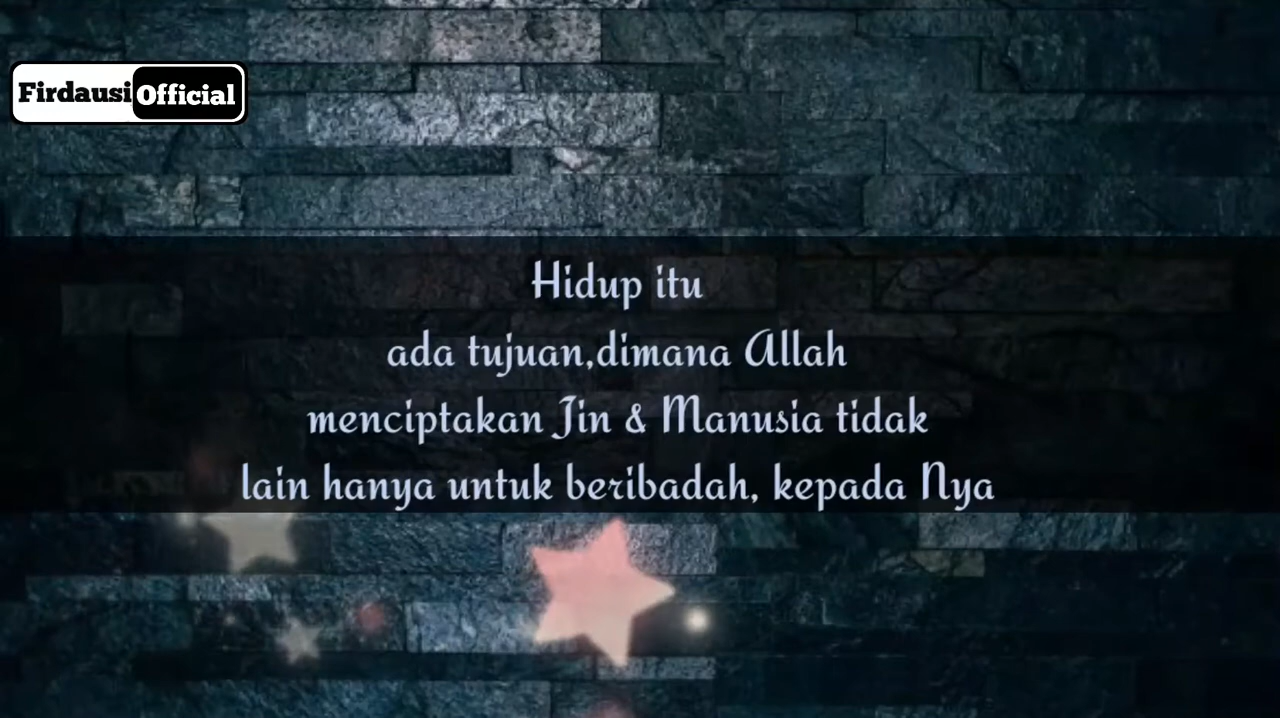 Firdausi Official
Hidup itu
ada tujuan,dimana Allah
menciptakan Jin & Manusia tidak
lain hanya untuk beribadah, kepada Nya